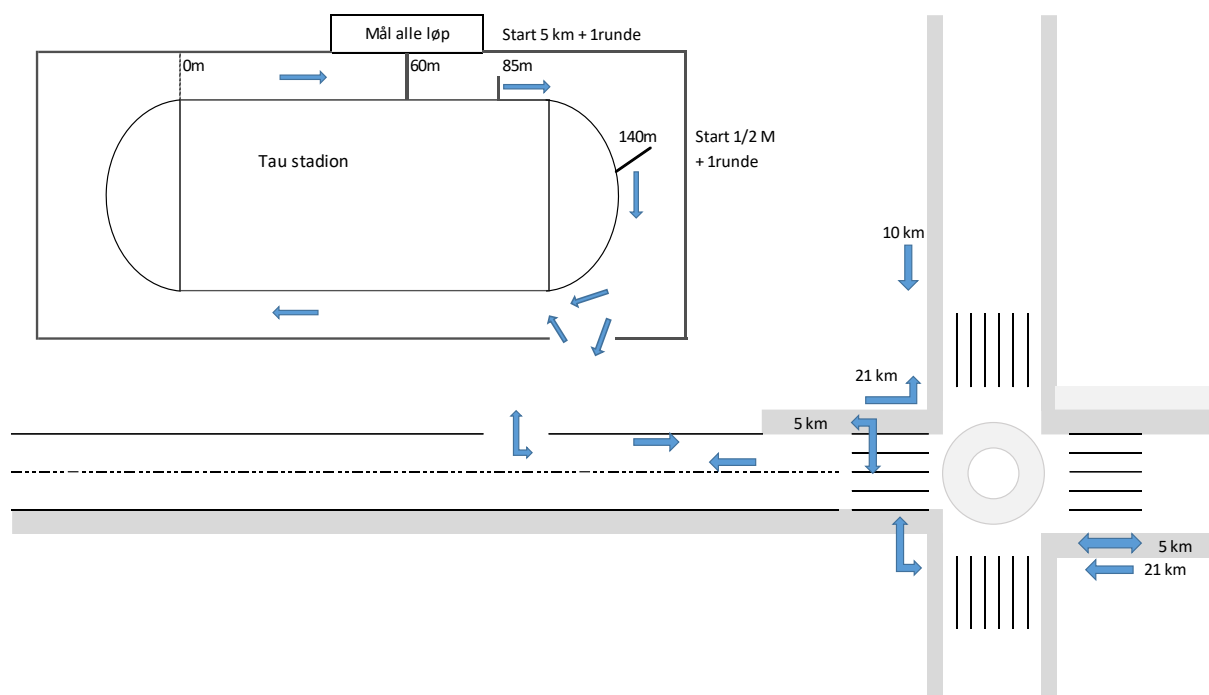 Mål alle løp
Start 5 km + 1runde
0m
60m
85m
140m
Start 1/2 M
+ 1runde
Tau stadion
10 km
21 km
5 km
5 km
21 km